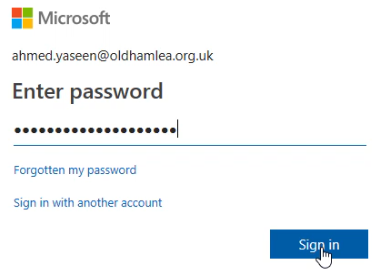 Microsoft
ahmed.yaseen@oldhamlea.org.uk
Enter password
••••••••••••••••••••
Forgotten my password
Sign in with another account
Sign in